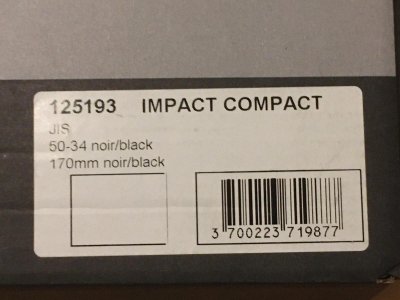 125193 IMPACT COMPACT
JIS
50-34 noir/black
170mm noir/black
3 700223 719877